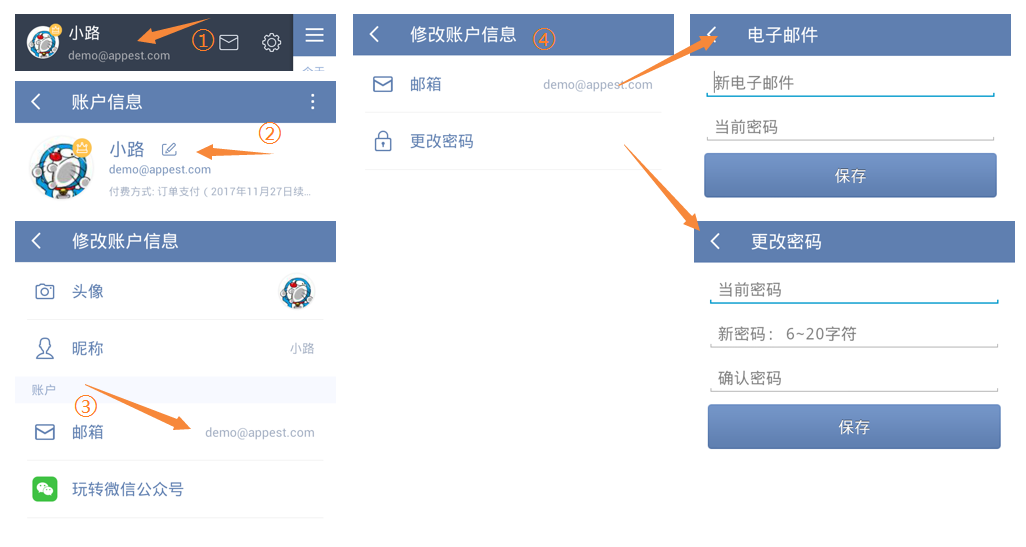 小路
demo@appest.com
①
账户信息
②
小路
demo@appest.com
付费方式: 订单支付 ( 2017年11月27日续...
修改账户信息
头像
昵称
小路
账户
③
邮箱
demo@appest.com
玩转微信公众号
修改账户信息
④
邮箱
demo@appest.com
更改密码
电子邮件
新电子邮件
当前密码
保存
更改密码
当前密码
新密码： 6~20字符
确认密码
保存